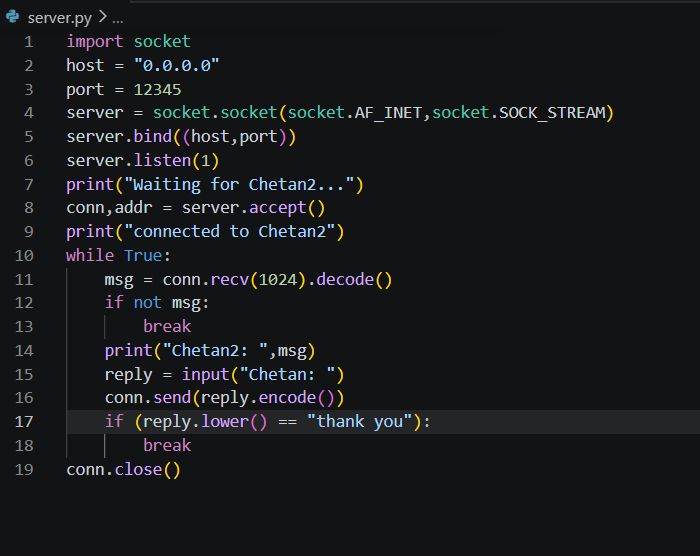 server.py > ...
1 import socket
2 host = "0.0.0.0"
3 port = 12345
4 server = socket.socket(socket.AF_INET,socket.SOCK_STREAM)
5 server.bind((host,port))
6 server.listen(1)
7 print("Waiting for Chetan2...")
8 conn,addr = server.accept()
9 print("connected to Chetan2")
10 while True:
11     msg = conn.recv(1024).decode()
12     if not msg:
13         break
14     print("Chetan2: ",msg)
15     reply = input("Chetan: ")
16     conn.send(reply.encode())
17     if (reply.lower() == "thank you"):
18         break
19 conn.close()